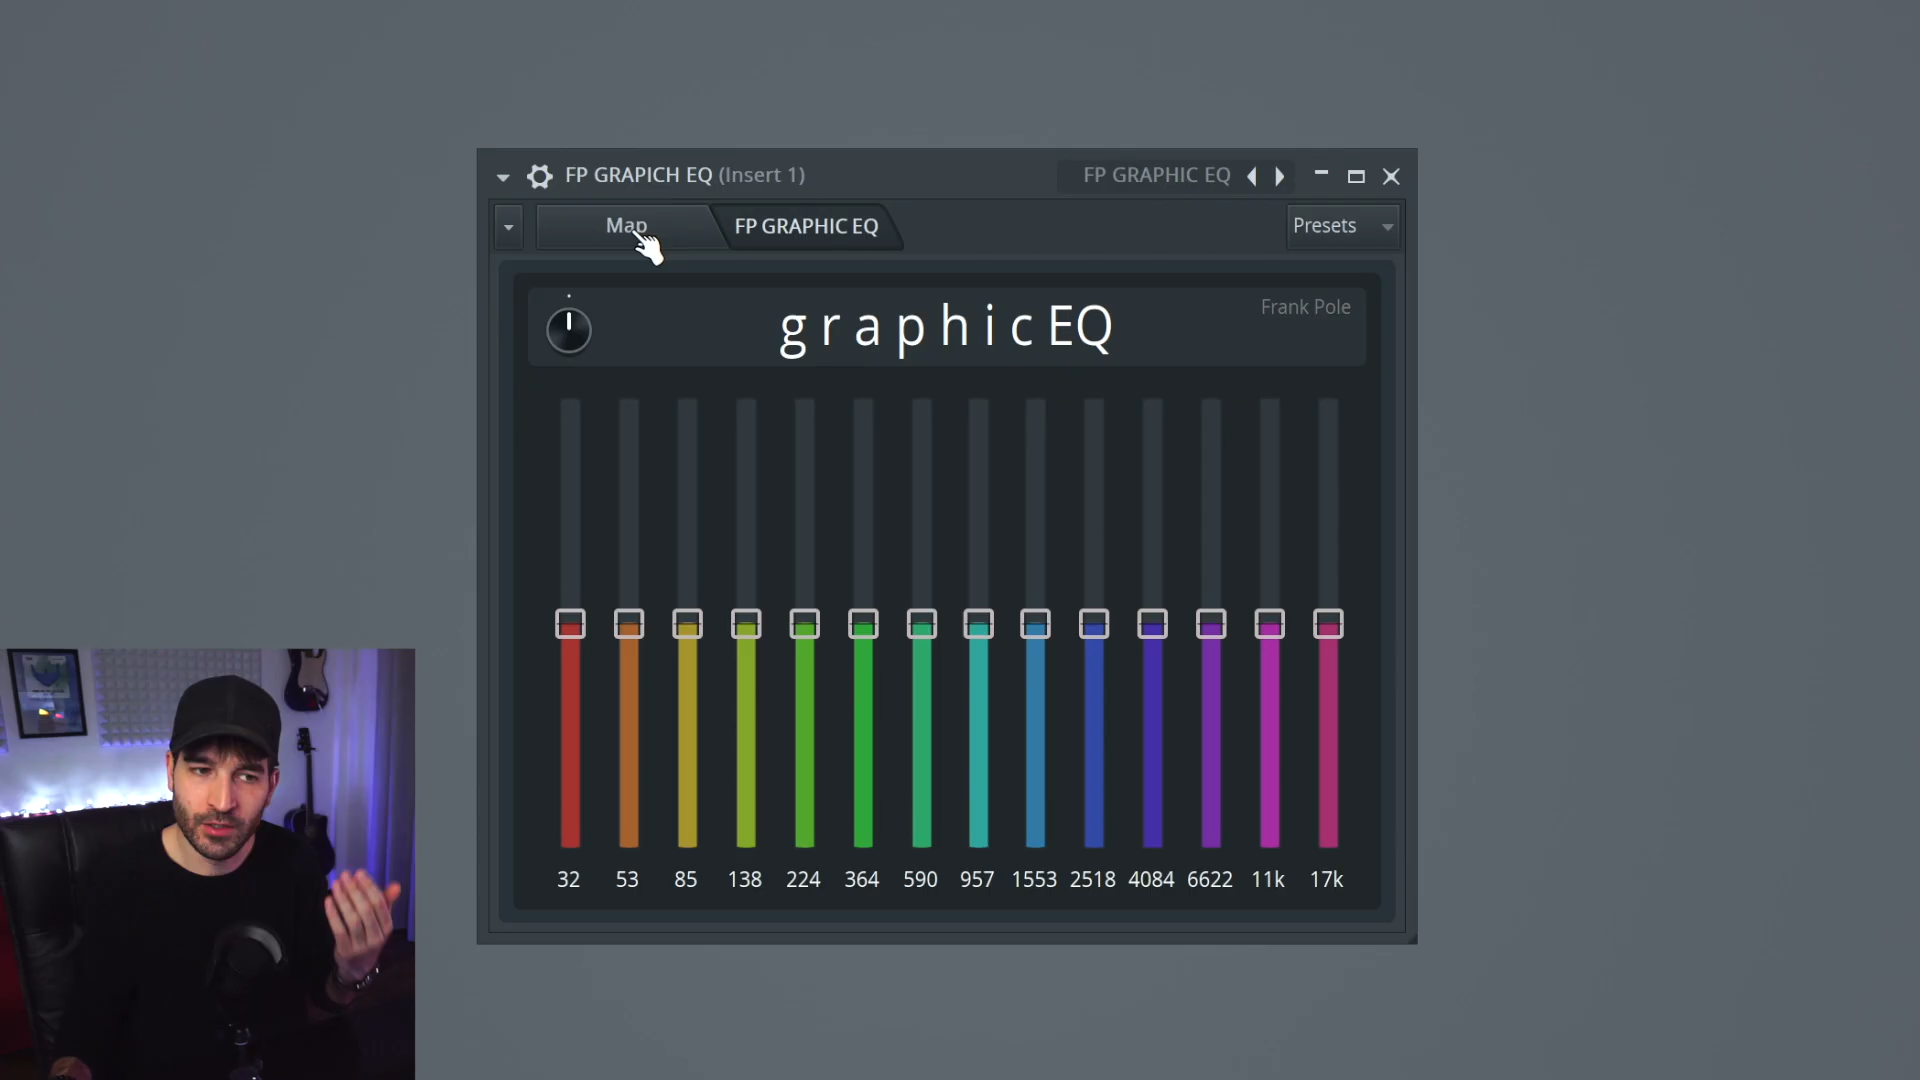 FP GRAPICH EQ (Insert 1)
FP GRAPHIC EQ
Map
FP GRAPHIC EQ
Presets
graphicEQ
Frank Pole
32 53 85 138 224 364 590 957 1553 2518 4084 6622 11k 17k